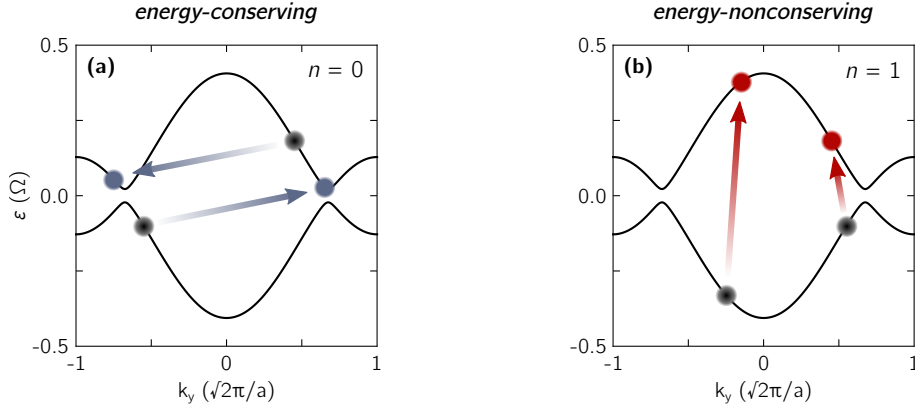 energy-conserving
energy-nonconserving
0.5
(a)
n = 0
0.0
ε (Ω)
-0.5
-1
0
1
k_y (√2π/a)
0.5
(b)
n = 1
0.0
-0.5
-1
0
1
k_y (√2π/a)